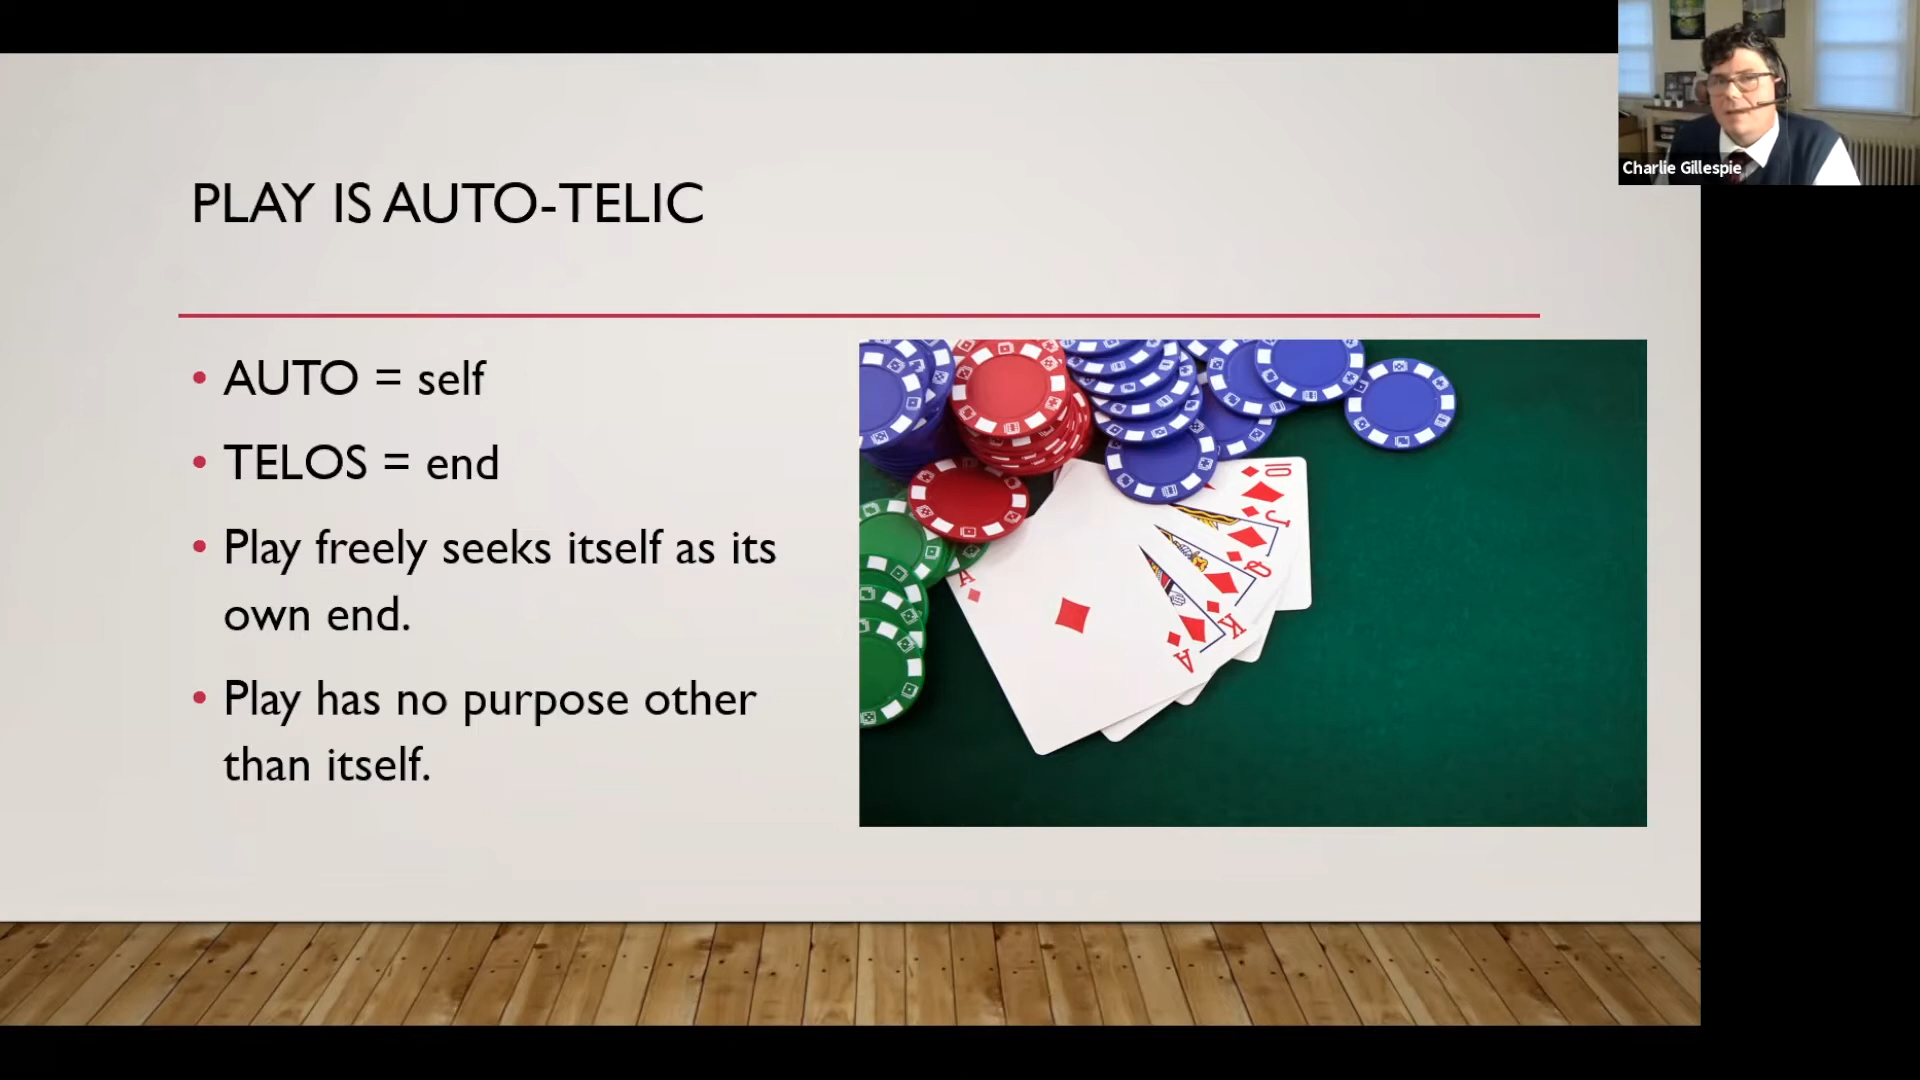 Charlie Gillespie
PLAY IS AUTO-TELIC
• AUTO = self
• TELOS = end
• Play freely seeks itself as its
own end.
• Play has no purpose other
than itself.
10
J
Q
K
A
A